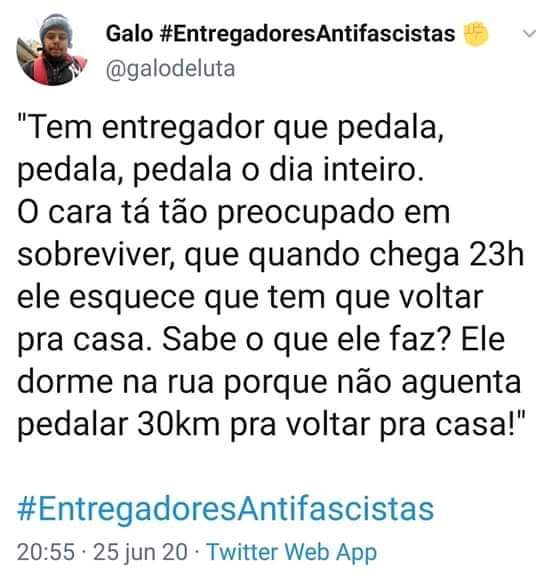 Galo #EntregadoresAntifascistas ✊
@galodeluta
"Tem entregador que pedala,
pedala, pedala o dia inteiro.
O cara tá tão preocupado em
sobreviver, que quando chega 23h
ele esquece que tem que voltar
pra casa. Sabe o que ele faz? Ele
dorme na rua porque não aguenta
pedalar 30km pra voltar pra casa!"
#EntregadoresAntifascistas
20:55 · 25 jun 20 · Twitter Web App